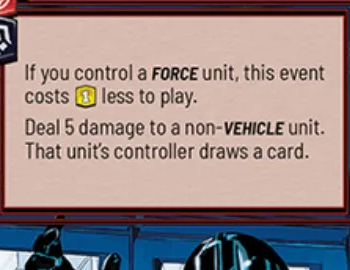 If you control a FORCE unit, this event
costs 1 less to play.
Deal 5 damage to a non-VEHICLE unit.
That unit's controller draws a card.